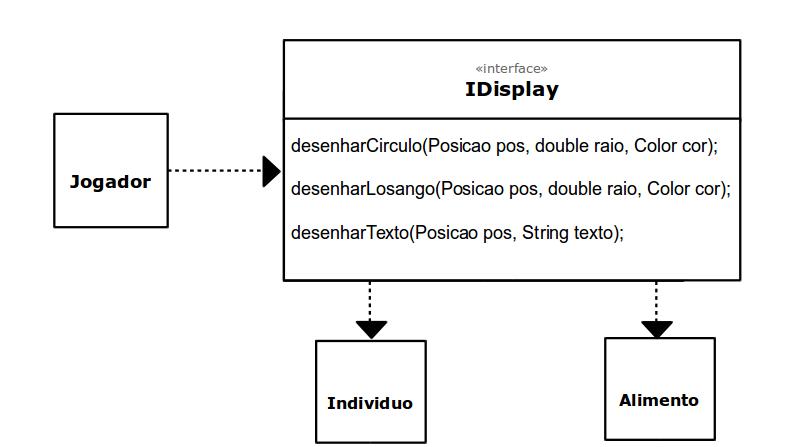 «interface»
IDisplay
desenharCirculo(Posicao pos, double raio, Color cor);
Jogador
desenharLosango(Posicao pos, double raio, Color cor);
desenharTexto(Posicao pos, String texto);
Individuo
Alimento